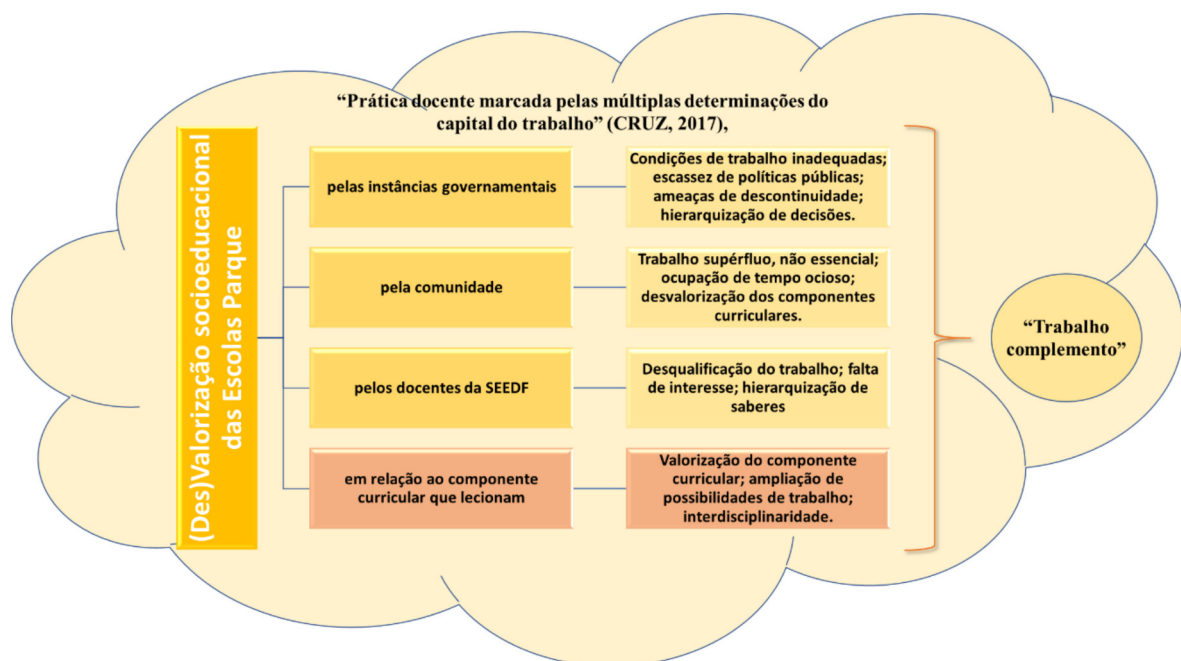 “Prática docente marcada pelas múltiplas determinações do
capital do trabalho” (CRUZ, 2017),
(Des)Valorização socioeducacional
das Escolas Parque
pelas instâncias governamentais
Condições de trabalho inadequadas;
escassez de políticas públicas;
ameaças de descontinuidade;
hierarquização de decisões.
pela comunidade
Trabalho supérfluo, não essencial;
ocupação de tempo ocioso;
desvalorização dos componentes
curriculares.
pelos docentes da SEEDF
Desqualificação do trabalho; falta
de interesse; hierarquização de
saberes
em relação ao componente
curricular que lecionam
Valorização do componente
curricular; ampliação de
possibilidades de trabalho;
interdisciplinaridade.
“Trabalho
complemento”